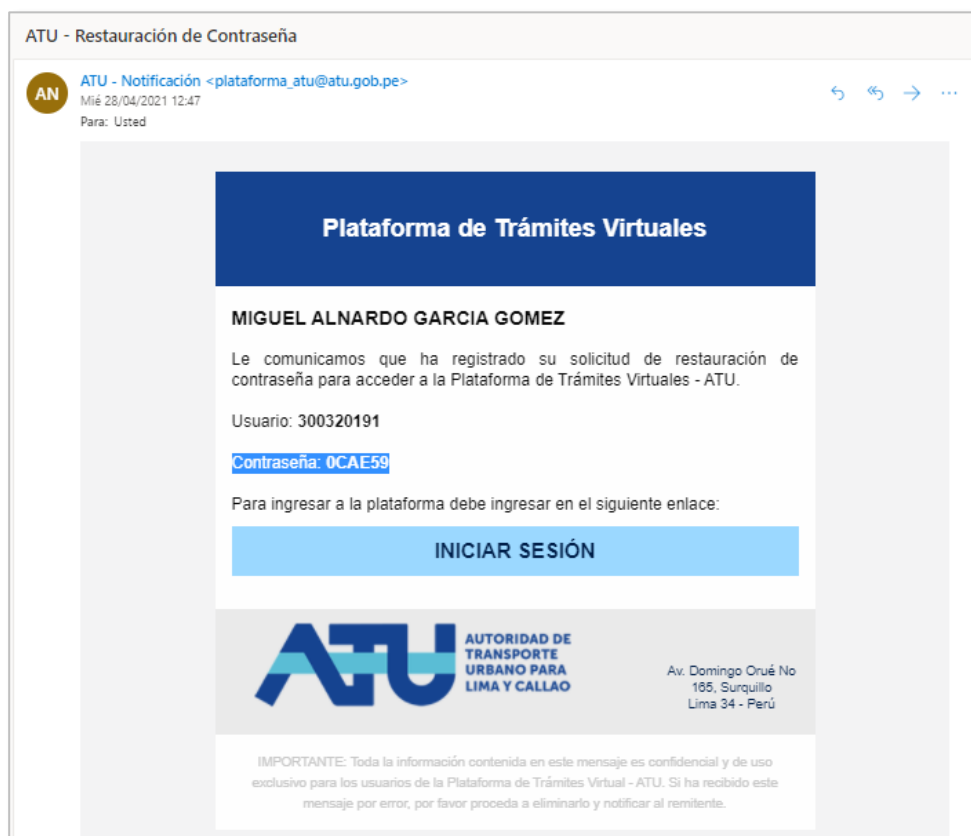 ATU - Restauración de Contraseña
AN
ATU - Notificación <plataforma_atu@atu.gob.pe>
Mié 28/04/2021 12:47
Para: Usted
Plataforma de Trámites Virtuales
MIGUEL ALNARDO GARCIA GOMEZ
Le comunicamos que ha registrado su solicitud de restauración de
contraseña para acceder a la Plataforma de Trámites Virtuales - ATU.
Usuario: 300320191
Contraseña: 0CAE59
Para ingresar a la plataforma debe ingresar en el siguiente enlace:
INICIAR SESIÓN
ATU
AUTORIDAD DE
TRANSPORTE
URBANO PARA
LIMA Y CALLAO
Av. Domingo Orué No
165, Surquillo
Lima 34 - Perú
IMPORTANTE: Toda la información contenida en este mensaje es confidencial y de uso
exclusivo para los usuarios de la Plataforma de Trámites Virtual - ATU. Si ha recibido este
mensaje por error, por favor proceda a eliminarlo y notificar al remitente.